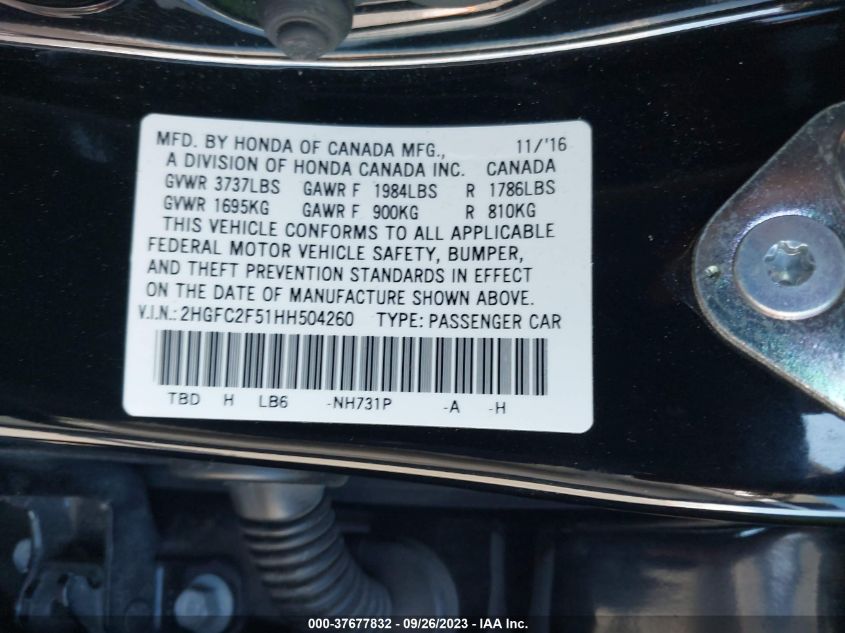 MFD. BY HONDA OF CANADA MFG., 11/'16
A DIVISION OF HONDA CANADA INC. CANADA
GVWR 3737LBS GAWR F 1984LBS R 1786LBS
GVWR 1695KG GAWR F 900KG R 810KG
THIS VEHICLE CONFORMS TO ALL APPLICABLE
FEDERAL MOTOR VEHICLE SAFETY, BUMPER,
AND THEFT PREVENTION STANDARDS IN EFFECT
ON THE DATE OF MANUFACTURE SHOWN ABOVE.
V.I.N.:2HGFC2F51HH504260 TYPE: PASSENGER CAR
TBD H LB6 -NH731P -A -H
000-37677832 - 09/26/2023 - IAA Inc.